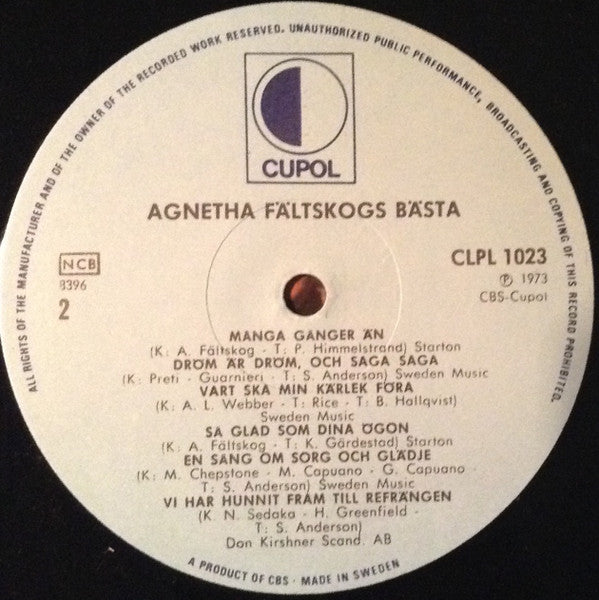 ALL RIGHTS OF THE MANUFACTURER AND OF THE OWNER OF THE RECORDED WORK RESERVED. UNAUTHORIZED PUBLIC PERFORMANCE, BROADCASTING AND COPYING OF THIS RECORD PROHIBITED.
CUPOL
AGNETHA FÄLTSKOGS BÄSTA
NCB
8396
2
CLPL 1023
℗ 1973
CBS-Cupol
MANGA GANGER ÄN
(K: A. Fältskog - T: P. Himmelstrand) Starton
DRÖM ÄR DRÖM, OCH SAGA SAGA
(K: Preti - Guarnieri - T: S. Anderson) Sweden Music
VART SKA MIN KÄRLEK FÖRA
(K: A. L. Webber - T: Rice - T: B. Hallqvist)
Sweden Music
SA GLAD SOM DINA ÖGON
(K: A. Fältskog - T: K. Gärdestad) Starton
EN SANG OM SORG OCH GLÄDJE
(K: M. Chepstone - M. Capuano - G. Capuano -
T: S. Anderson) Sweden Music
VI HAR HUNNIT FRAM TILL REFRÄNGEN
(K: N. Sedaka - H. Greenfield -
T: S. Anderson)
Don Kirshner Scand. AB
A PRODUCT OF CBS - MADE IN SWEDEN